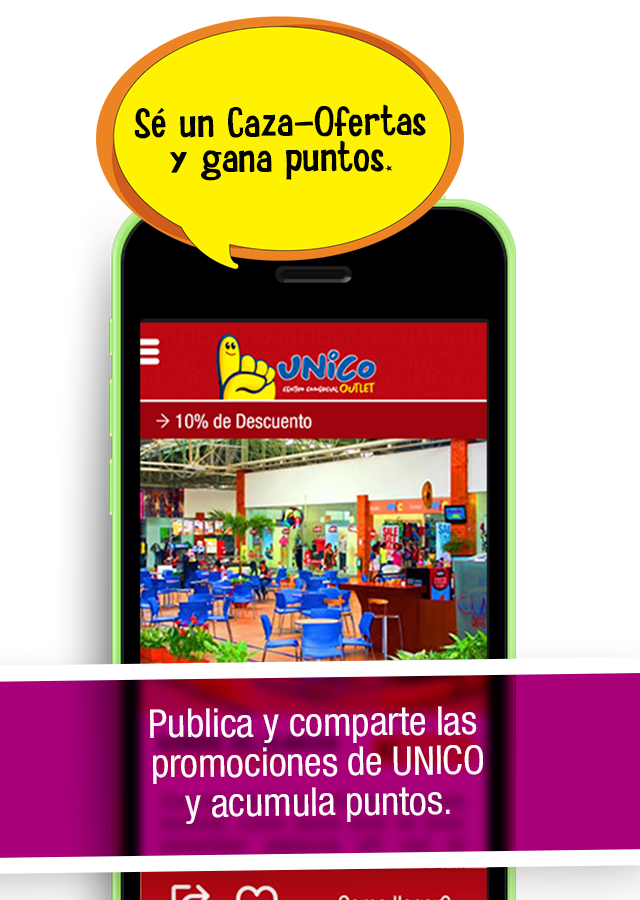 Sé un Caza-Ofertas
y gana puntos.
UNICO
CENTRO COMERCIAL OUTLET
→ 10% de Descuento
Publica y comparte las
promociones de UNICO
y acumula puntos.